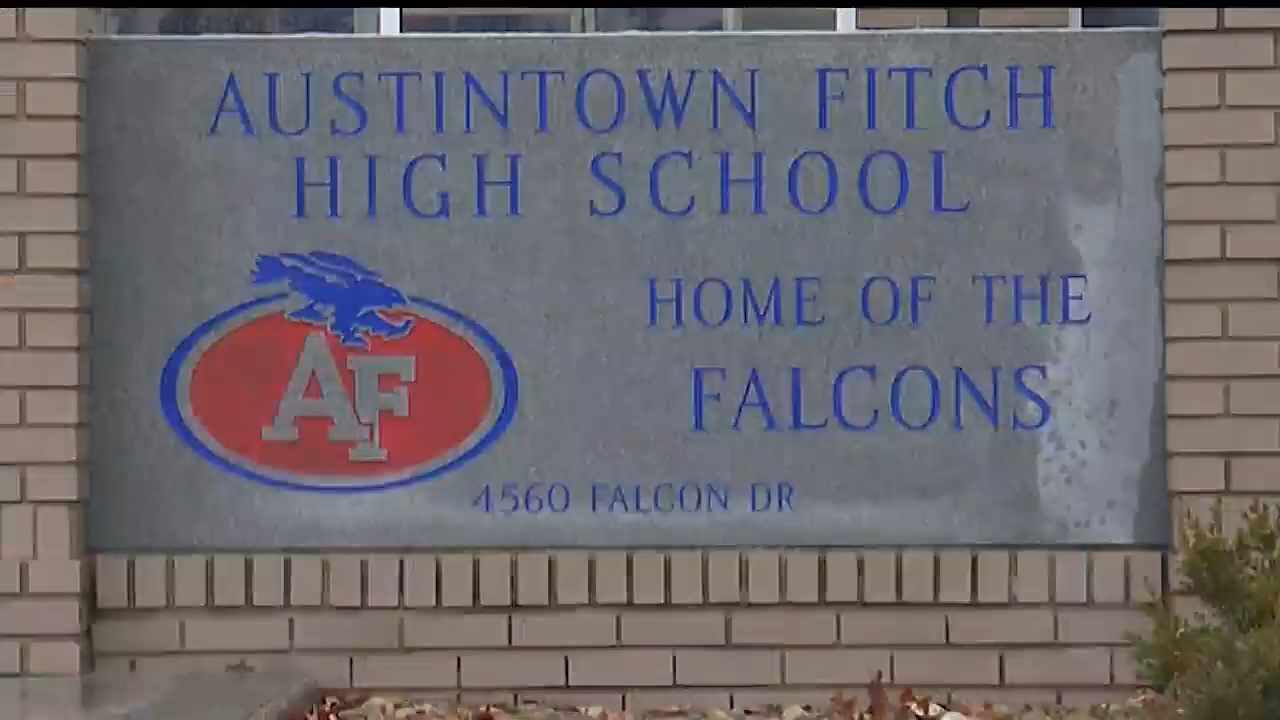 AUSTINTOWN FITCH
HIGH SCHOOL
HOME OF THE
FALCONS
AF
4560 FALCON DR